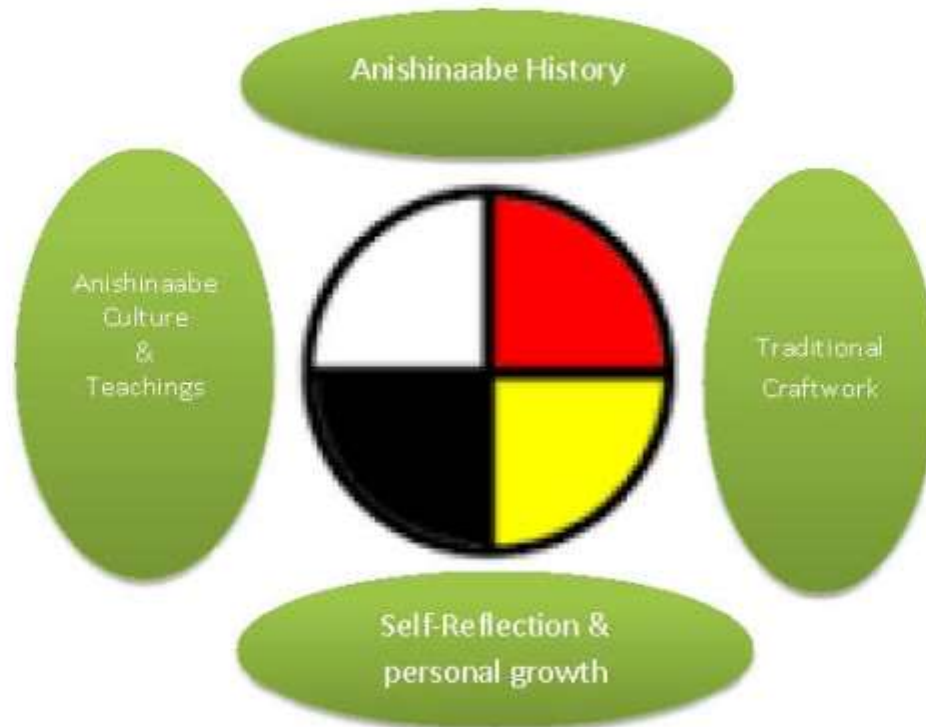 Anishinaabe History
Anishinaabe
Culture
&
Teachings
Traditional
Craftwork
Self-Reflection &
personal growth